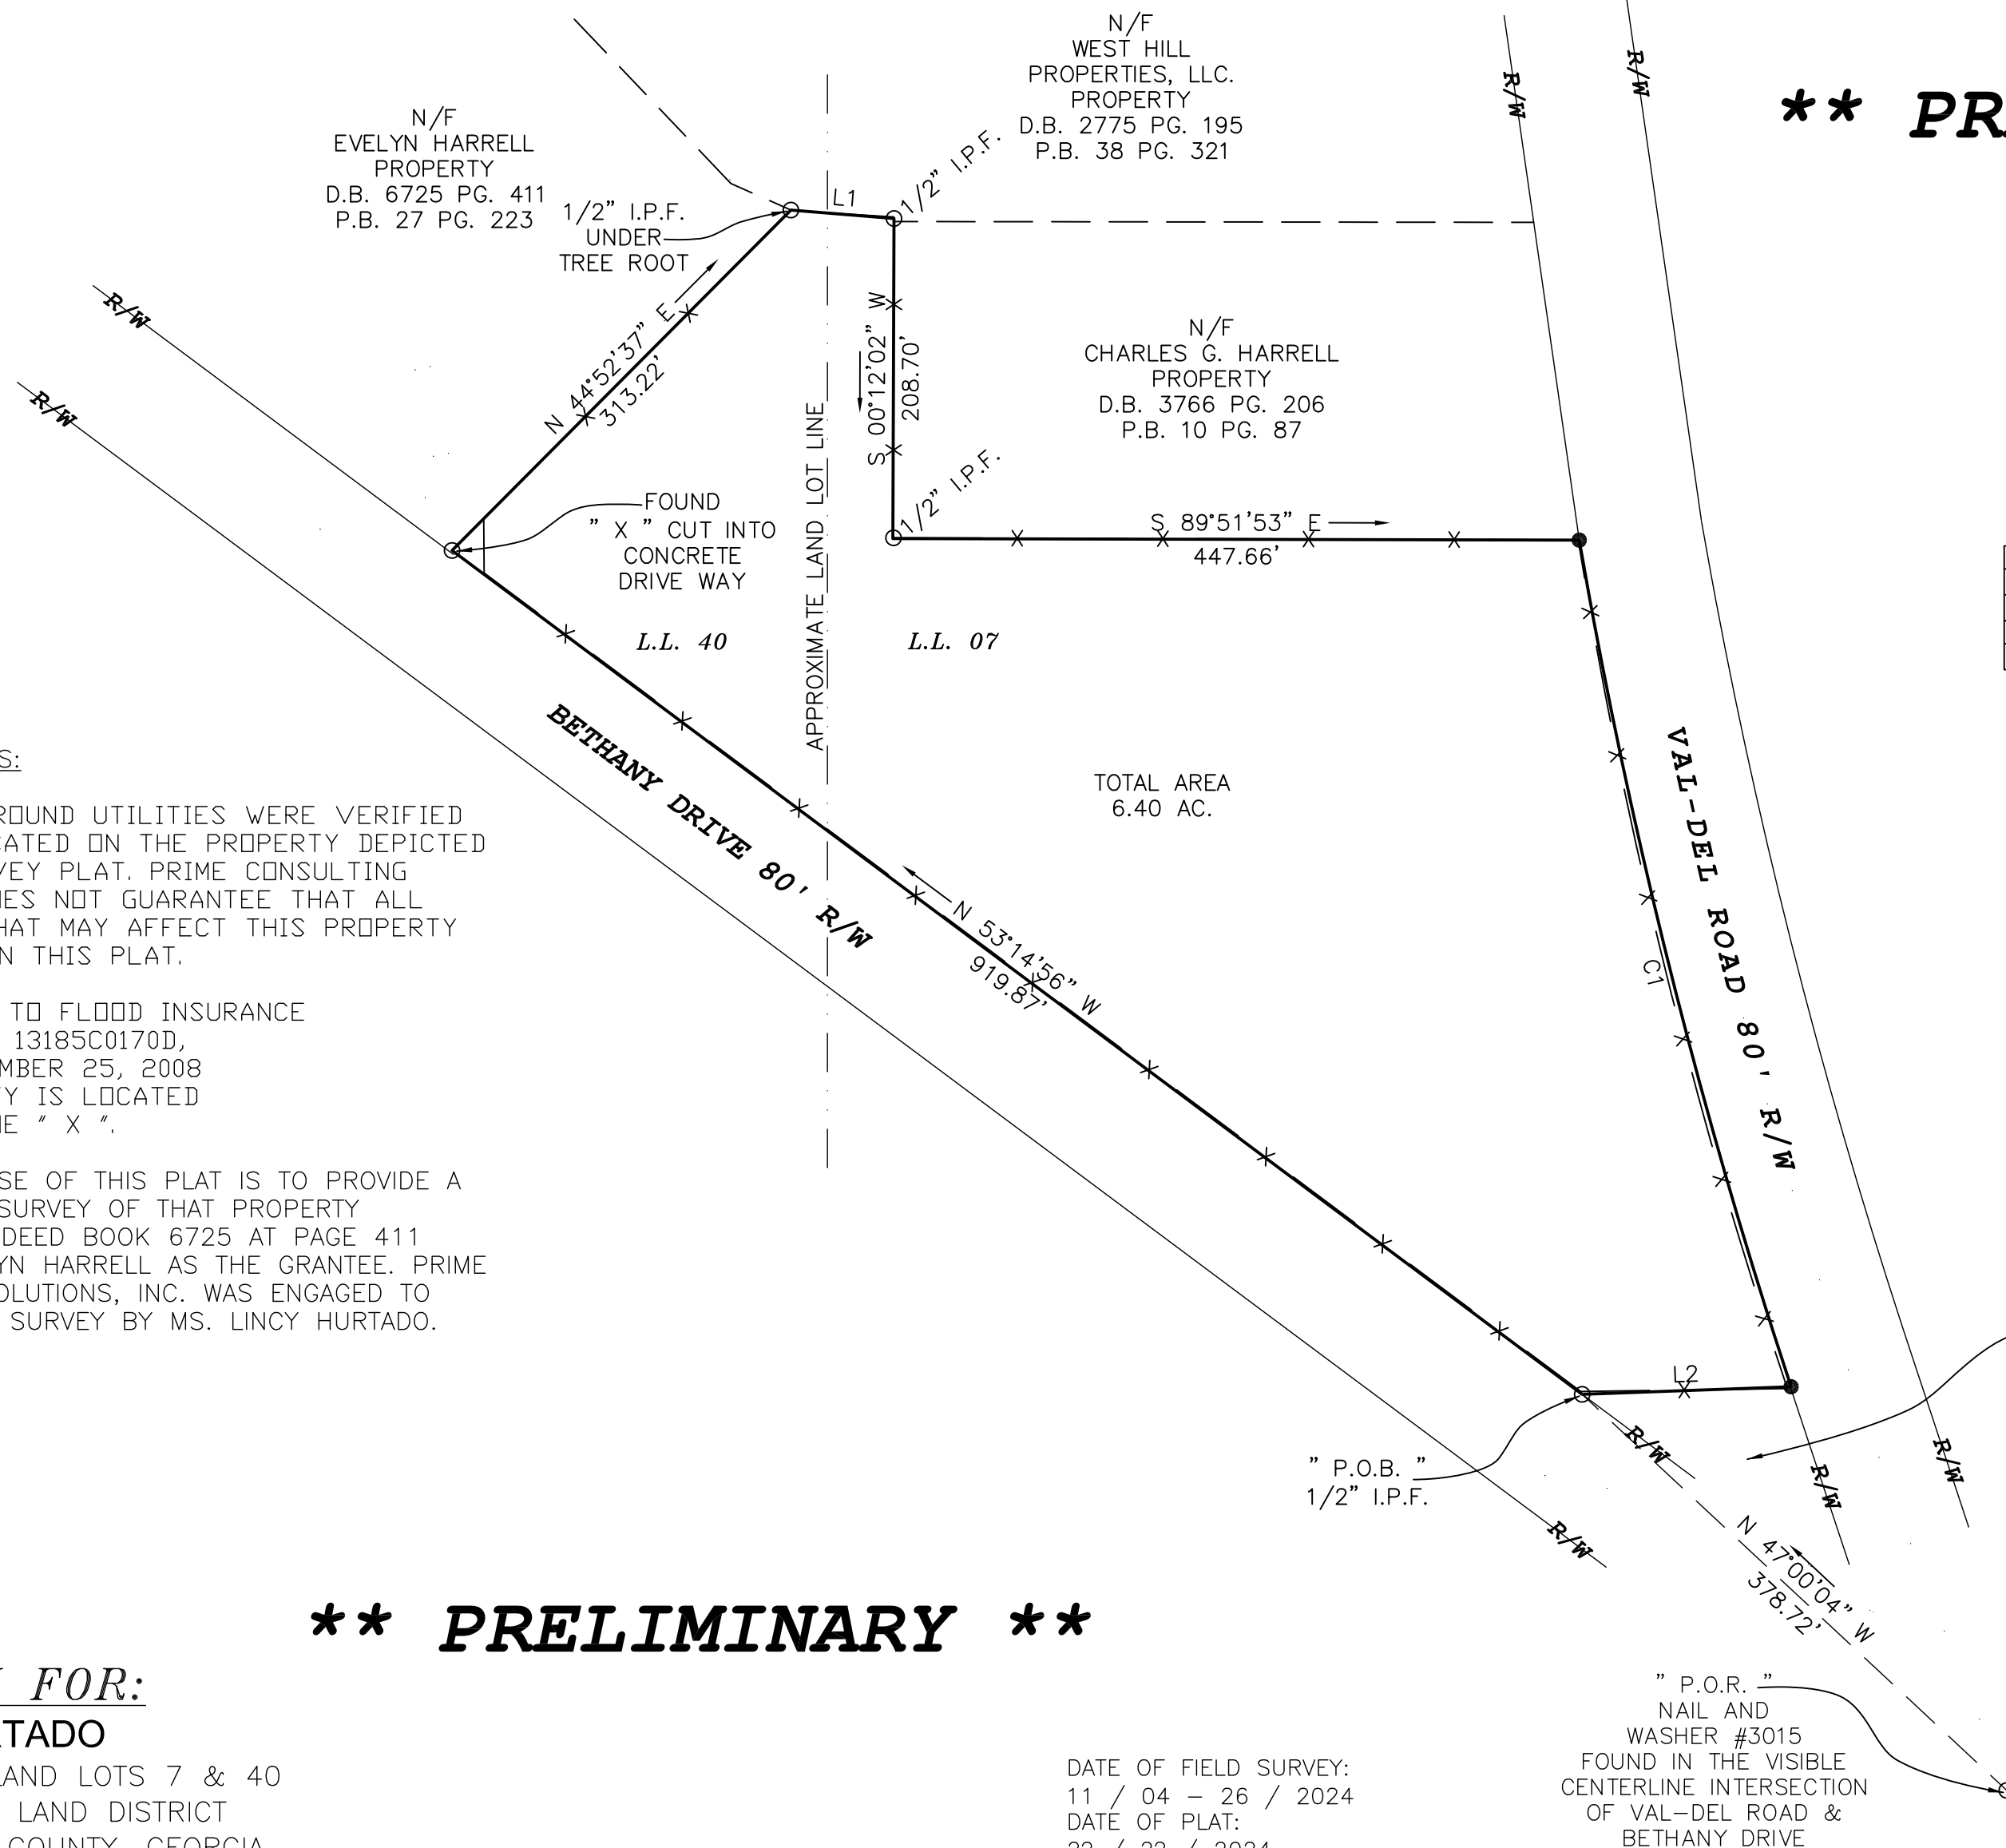 N/F
WEST HILL
PROPERTIES, LLC.
PROPERTY
D.B. 2775 PG. 195
P.B. 38 PG. 321
R/W
R/W
** PR
N/F
EVELYN HARRELL
PROPERTY
D.B. 6725 PG. 411
P.B. 27 PG. 223
1/2" I.P.F.
UNDER
TREE ROOT
L1
1/2" I.P.F.
R/W
R/W
N 44°52'37" E
313.22'
S 00°12'02" W
208.70'
N/F
CHARLES G. HARRELL
PROPERTY
D.B. 3766 PG. 206
P.B. 10 PG. 87
1/2" I.P.F.
FOUND
" X " CUT INTO
CONCRETE
DRIVE WAY
APPROXIMATE LAND LOT LINE
S 89°51'53" E
447.66'
L.L. 40
L.L. 07
TOTAL AREA
6.40 AC.
BETHANY DRIVE 80' R/W
VAL-DEL ROAD 80' R/W
C1
N 53°14'56" W
919.87'
S:
ROUND UTILITIES WERE VERIFIED
CATED ON THE PROPERTY DEPICTED
VEY PLAT. PRIME CONSULTING
ES NOT GUARANTEE THAT ALL
HAT MAY AFFECT THIS PROPERTY
N THIS PLAT.
TO FLOOD INSURANCE
13185C0170D,
MBER 25, 2008
Y IS LOCATED
E " X ".
SE OF THIS PLAT IS TO PROVIDE A
SURVEY OF THAT PROPERTY
DEED BOOK 6725 AT PAGE 411
YN HARRELL AS THE GRANTEE. PRIME
OLUTIONS, INC. WAS ENGAGED TO
SURVEY BY MS. LINCY HURTADO.
L2
" P.O.B. "
1/2" I.P.F.
R/W
R/W
R/W
R/W
N 47°00'04" W
378.72'
** PRELIMINARY **
FOR:
TADO
LAND LOTS 7 & 40
LAND DISTRICT
COUNTY, GEORGIA
DATE OF FIELD SURVEY:
11 / 04 - 26 / 2024
DATE OF PLAT:
" P.O.R. "
NAIL AND
WASHER #3015
FOUND IN THE VISIBLE
CENTERLINE INTERSECTION
OF VAL-DEL ROAD &
BETHANY DRIVE